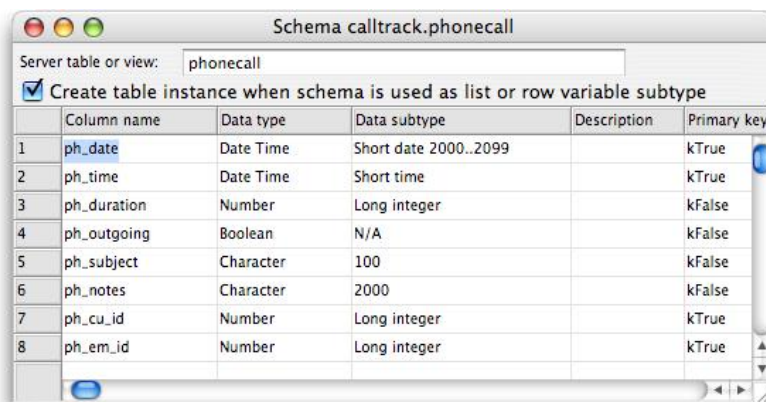 Schema calltrack.phonecall
Server table or view: phonecall
Create table instance when schema is used as list or row variable subtype
Column name Data type Data subtype Description Primary key
1 ph_date Date Time Short date 2000..2099 kTrue
2 ph_time Date Time Short time kTrue
3 ph_duration Number Long integer kFalse
4 ph_outgoing Boolean N/A kFalse
5 ph_subject Character 100 kFalse
6 ph_notes Character 2000 kFalse
7 ph_cu_id Number Long integer kTrue
8 ph_em_id Number Long integer kTrue